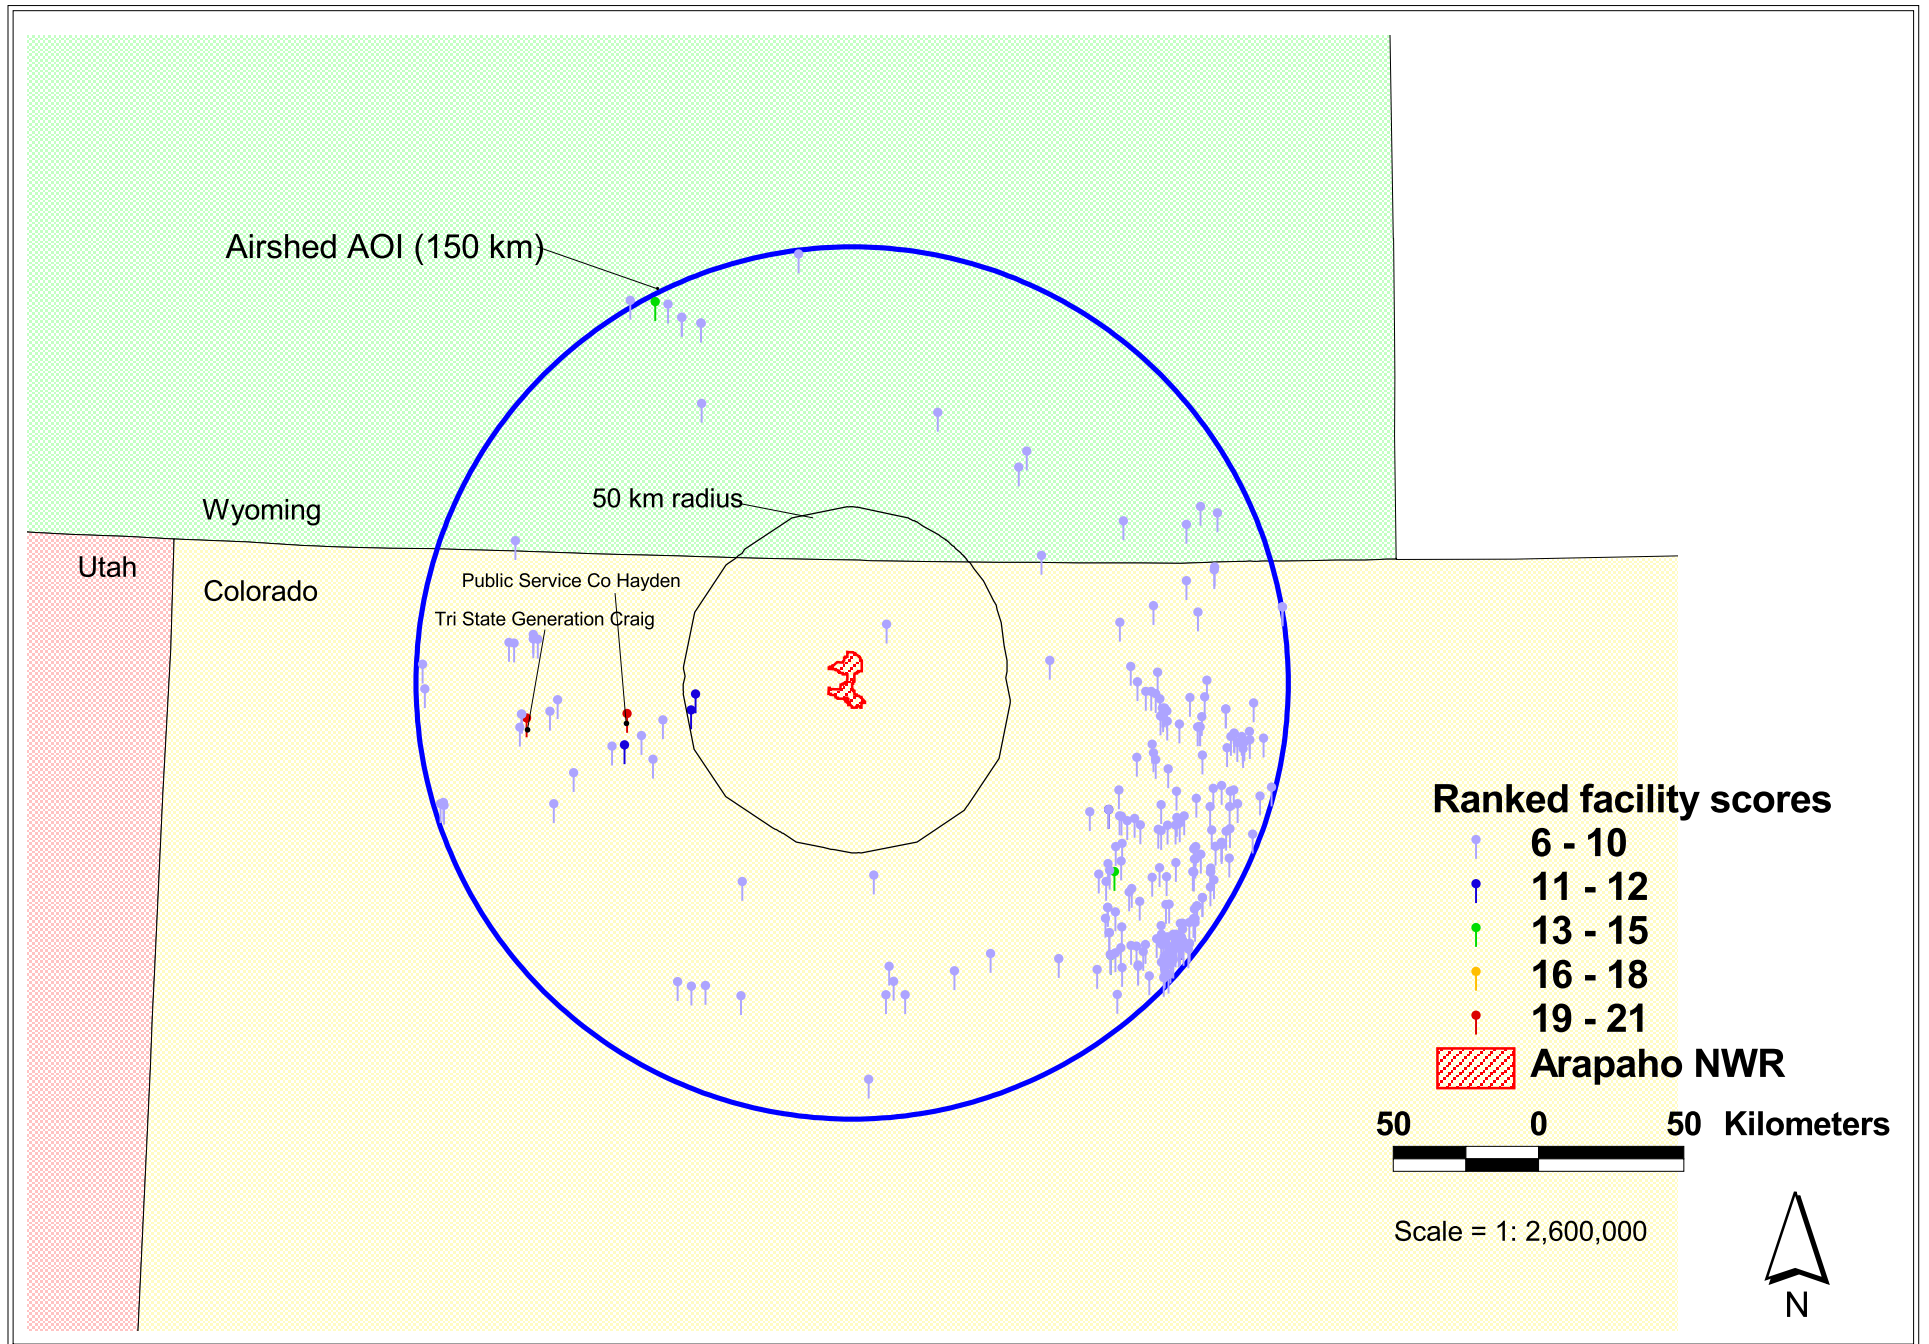 Airshed AOI (150 km)
50 km radius
Wyoming
Utah
Colorado
Public Service Co Hayden
Tri State Generation Craig
Ranked facility scores
6 - 10
11 - 12
13 - 15
16 - 18
19 - 21
Arapaho NWR
50 0 50 Kilometers
Scale = 1: 2,600,000
N